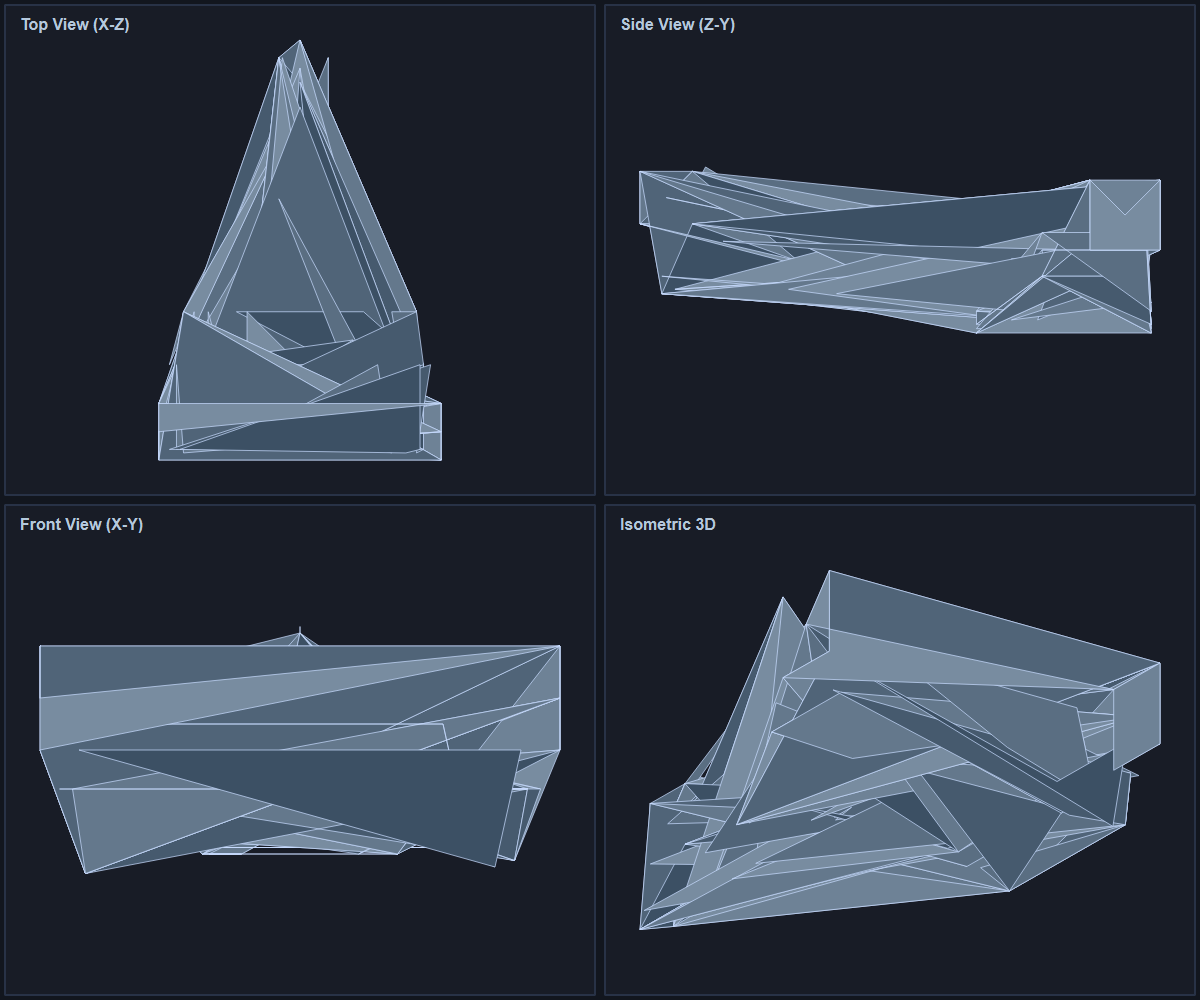 Top View (X-Z)
Side View (Z-Y)
Front View (X-Y)
Isometric 3D